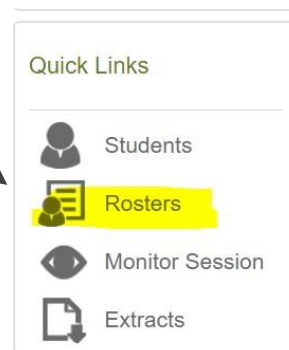 Quick Links
Students
Rosters
Monitor Session
Extracts